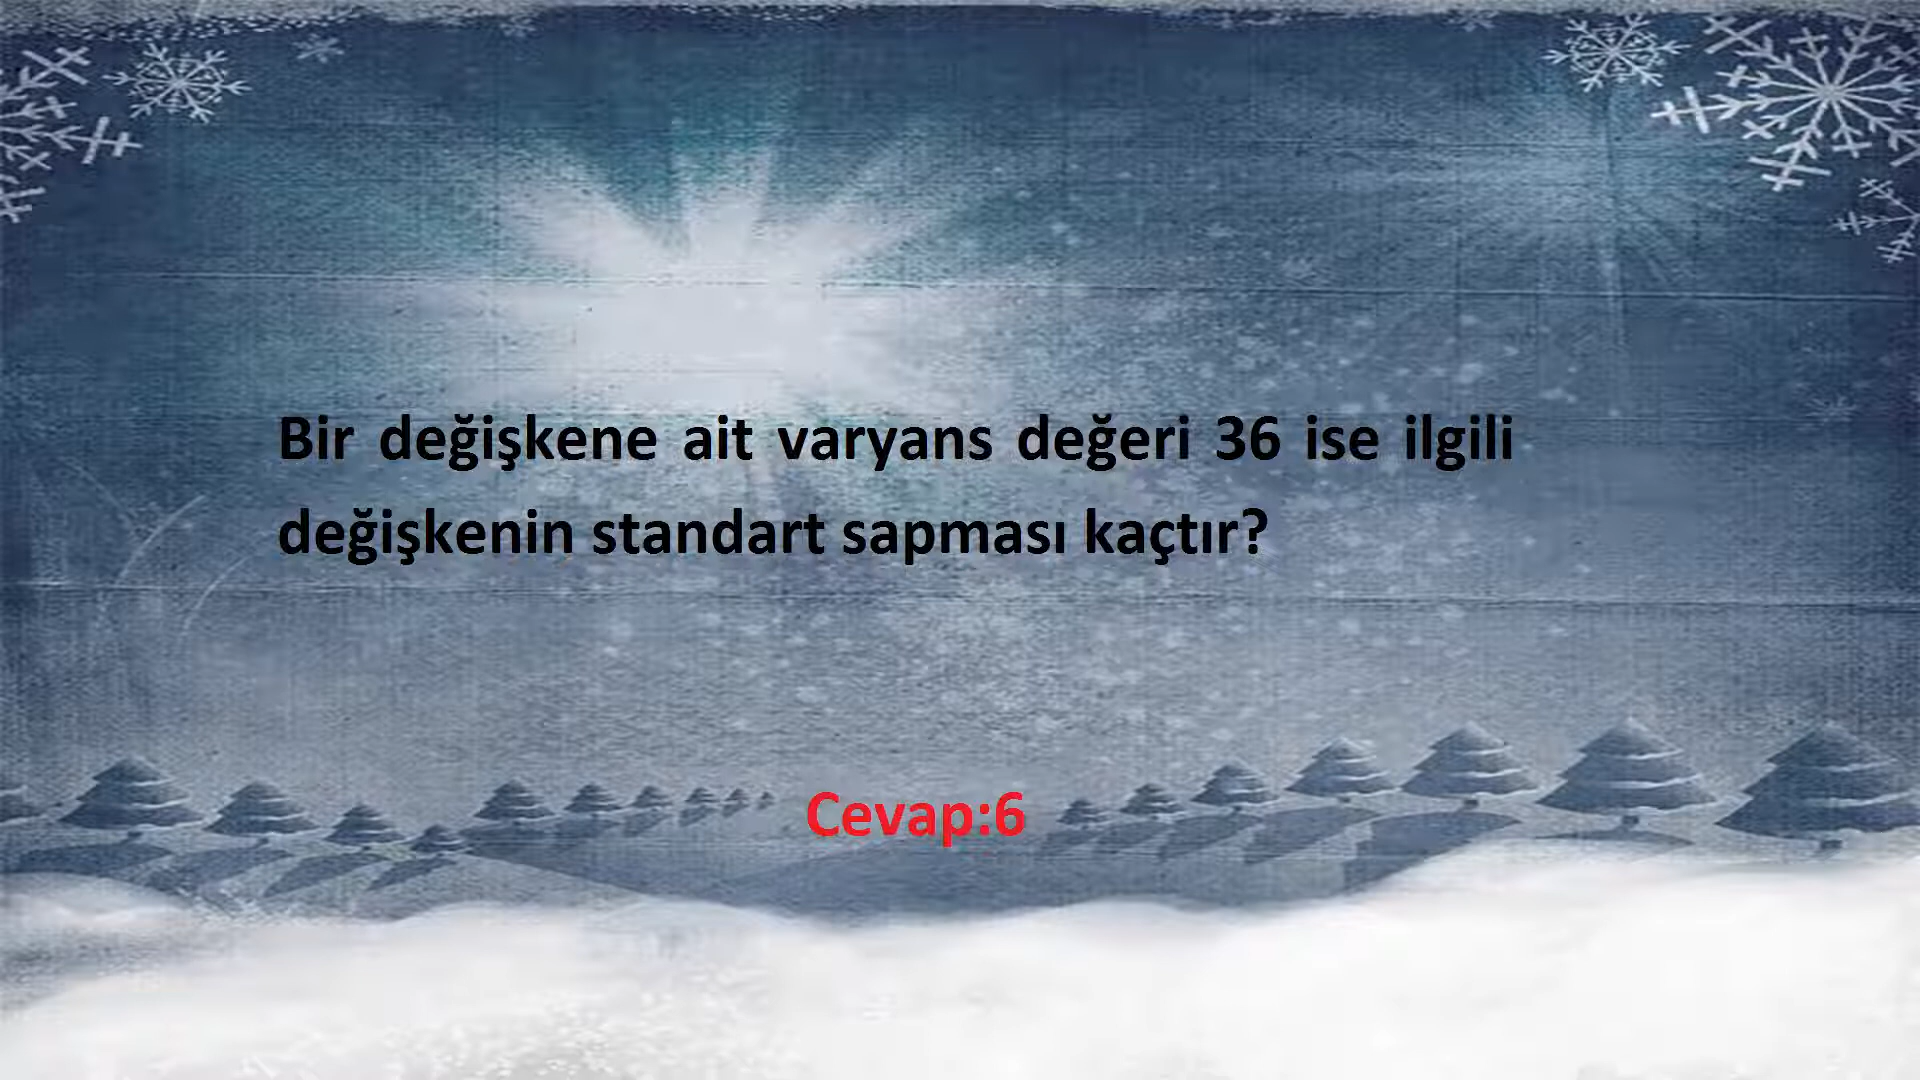 Bir değişkene ait varyans değeri 36 ise ilgili
değişkenin standart sapması kaçtır?
Cevap:6